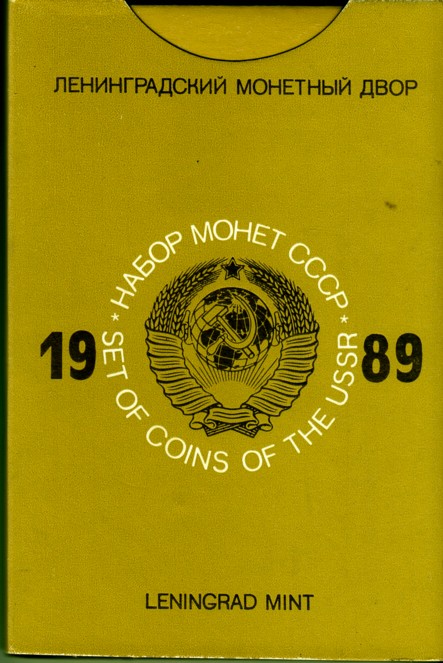 ЛЕНИНГРАДСКИЙ МОНЕТНЫЙ ДВОР
* НАБОР МОНЕТ СССР *
19 89
SET OF COINS OF THE USSR
LENINGRAD MINT